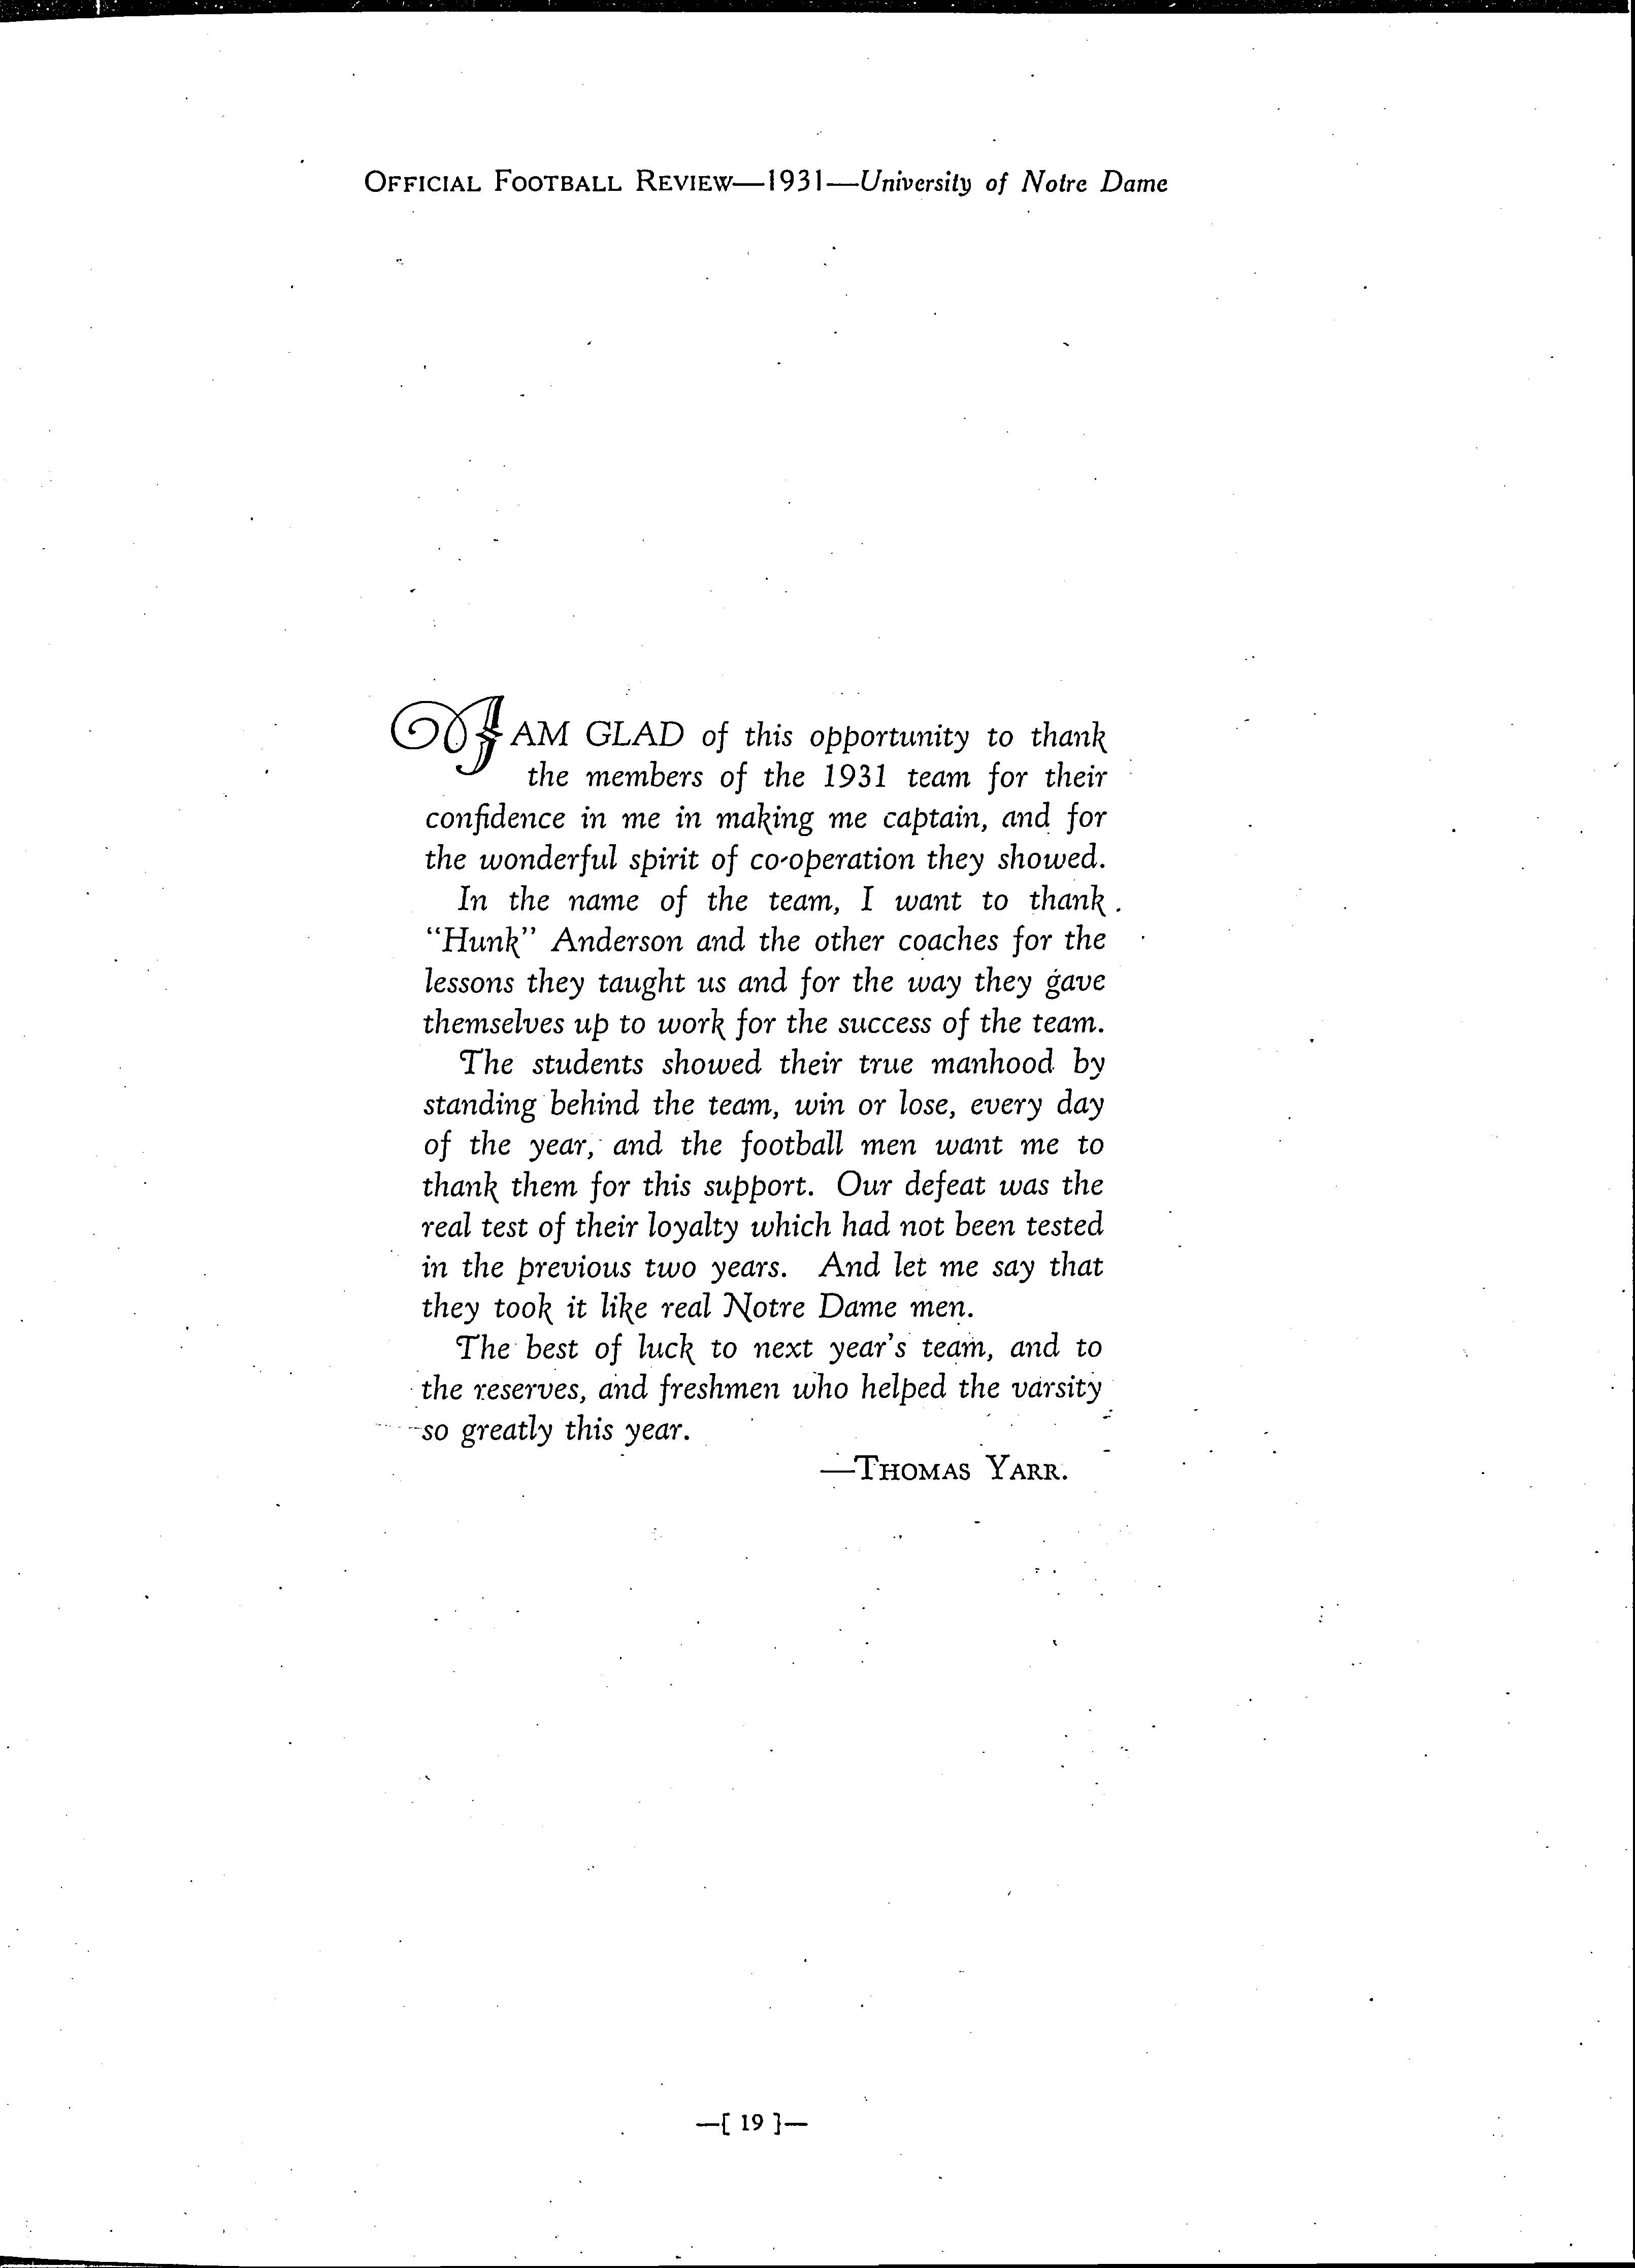 OFFICIAL FOOTBALL REVIEW—1931—University of Notre Dame
I AM GLAD of this opportunity to thank
the members of the 1931 team for their
confidence in me in making me captain, and for
the wonderful spirit of co-operation they showed.
In the name of the team, I want to thank
“Hunk” Anderson and the other coaches for the
lessons they taught us and for the way they gave
themselves up to work for the success of the team.
The students showed their true manhood by
standing behind the team, win or lose, every day
of the year, and the football men want me to
thank them for this support. Our defeat was the
real test of their loyalty which had not been tested
in the previous two years. And let me say that
they took it like real Notre Dame men.
The best of luck to next year's team, and to
the reserves, and freshmen who helped the varsity
so greatly this year.
—THOMAS YARR.
—[ 19 ]—